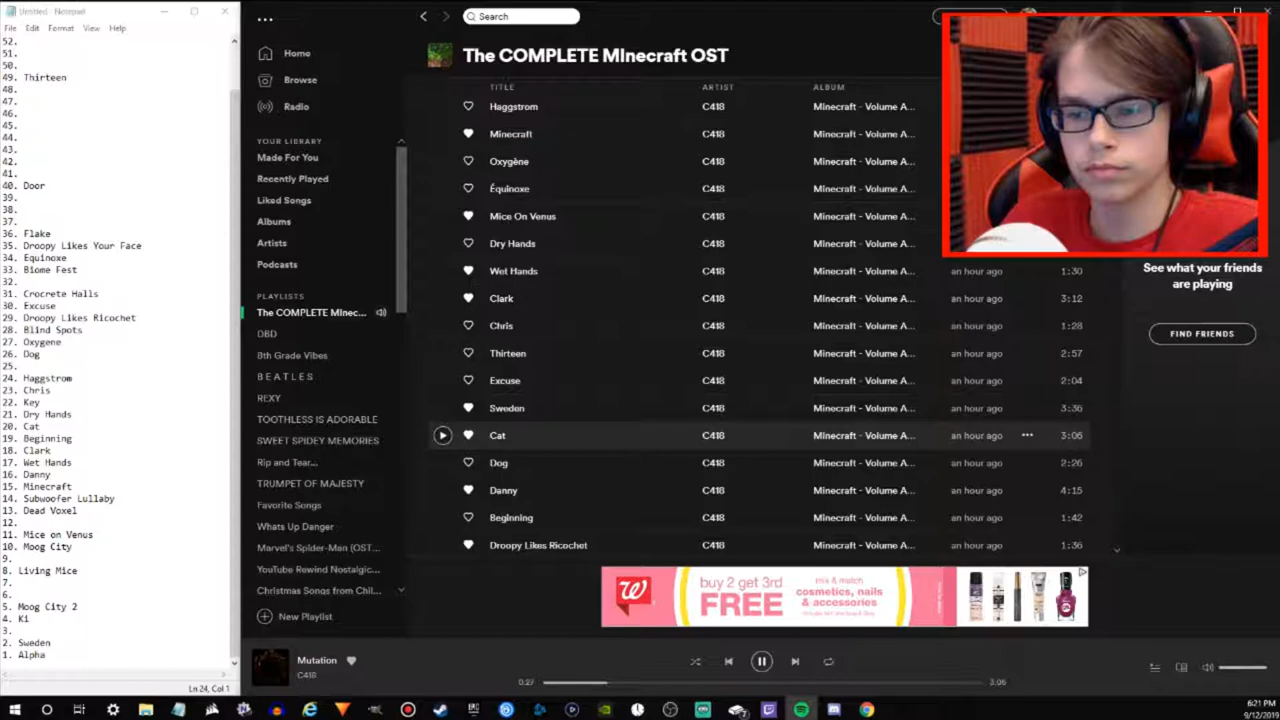 Untitled - Notepad
File Edit Format View Help
52.
51.
50.
49. Thirteen
48.
47.
46.
45.
44.
43.
42.
41.
40. Door
39.
38.
37.
36. Flake
35. Droopy Likes Your Face
34. Equinoxe
33. Biome Fest
32.
31. Crocrete Halls
30. Excuse
29. Droopy Likes Ricochet
28. Blind Spots
27. Oxygene
26. Dog
25.
24. Haggstrom
23. Chris
22. Key
21. Dry Hands
20. Cat
19. Beginning
18. Clark
17. Wet Hands
16. Danny
15. Minecraft
14. Subwoofer Lullaby
13. Dead Voxel
12.
11. Mice on Venus
10. Moog City
9.
8. Living Mice
7.
6.
5. Moog City 2
4. Ki
3.
2. Sweden
1. Alpha
Ln 24, Col 1
Home
Browse
Radio
YOUR LIBRARY
Made For You
Recently Played
Liked Songs
Albums
Artists
Podcasts
PLAYLISTS
The COMPLETE MInec...
DBD
8th Grade Vibes
B E A T L E S
REXY
TOOTHLESS IS ADORABLE
SWEET SPIDEY MEMORIES
Rip and Tear...
TRUMPET OF MAJESTY
Favorite Songs
Whats Up Danger
Marvel's Spider-Man (OST...
YouTube Rewind Nostalgic...
Christmas Songs from Chil...
New Playlist
Search
The COMPLETE MInecraft OST
TITLE ARTIST ALBUM
Haggstrom C418 Minecraft - Volume A...
Minecraft C418 Minecraft - Volume A...
Oxygène C418 Minecraft - Volume A...
Équinoxe C418 Minecraft - Volume A...
Mice On Venus C418 Minecraft - Volume A...
Dry Hands C418 Minecraft - Volume A...
Wet Hands C418 Minecraft - Volume A... an hour ago 1:30
Clark C418 Minecraft - Volume A... an hour ago 3:12
Chris C418 Minecraft - Volume A... an hour ago 1:28
Thirteen C418 Minecraft - Volume A... an hour ago 2:57
Excuse C418 Minecraft - Volume A... an hour ago 2:04
Sweden C418 Minecraft - Volume A... an hour ago 3:36
Cat C418 Minecraft - Volume A... an hour ago 3:06
Dog C418 Minecraft - Volume A... an hour ago 2:26
Danny C418 Minecraft - Volume A... an hour ago 4:15
Beginning C418 Minecraft - Volume A... an hour ago 1:42
Droopy Likes Ricochet C418 Minecraft - Volume A... an hour ago 1:36
See what your friends
are playing
FIND FRIENDS
W
buy 2 get 3rd
FREE
mix & match
cosmetics, nails
& accessories
Includes
Mutation
C418
0:27
3:06
6:21 PM
9/12/2019